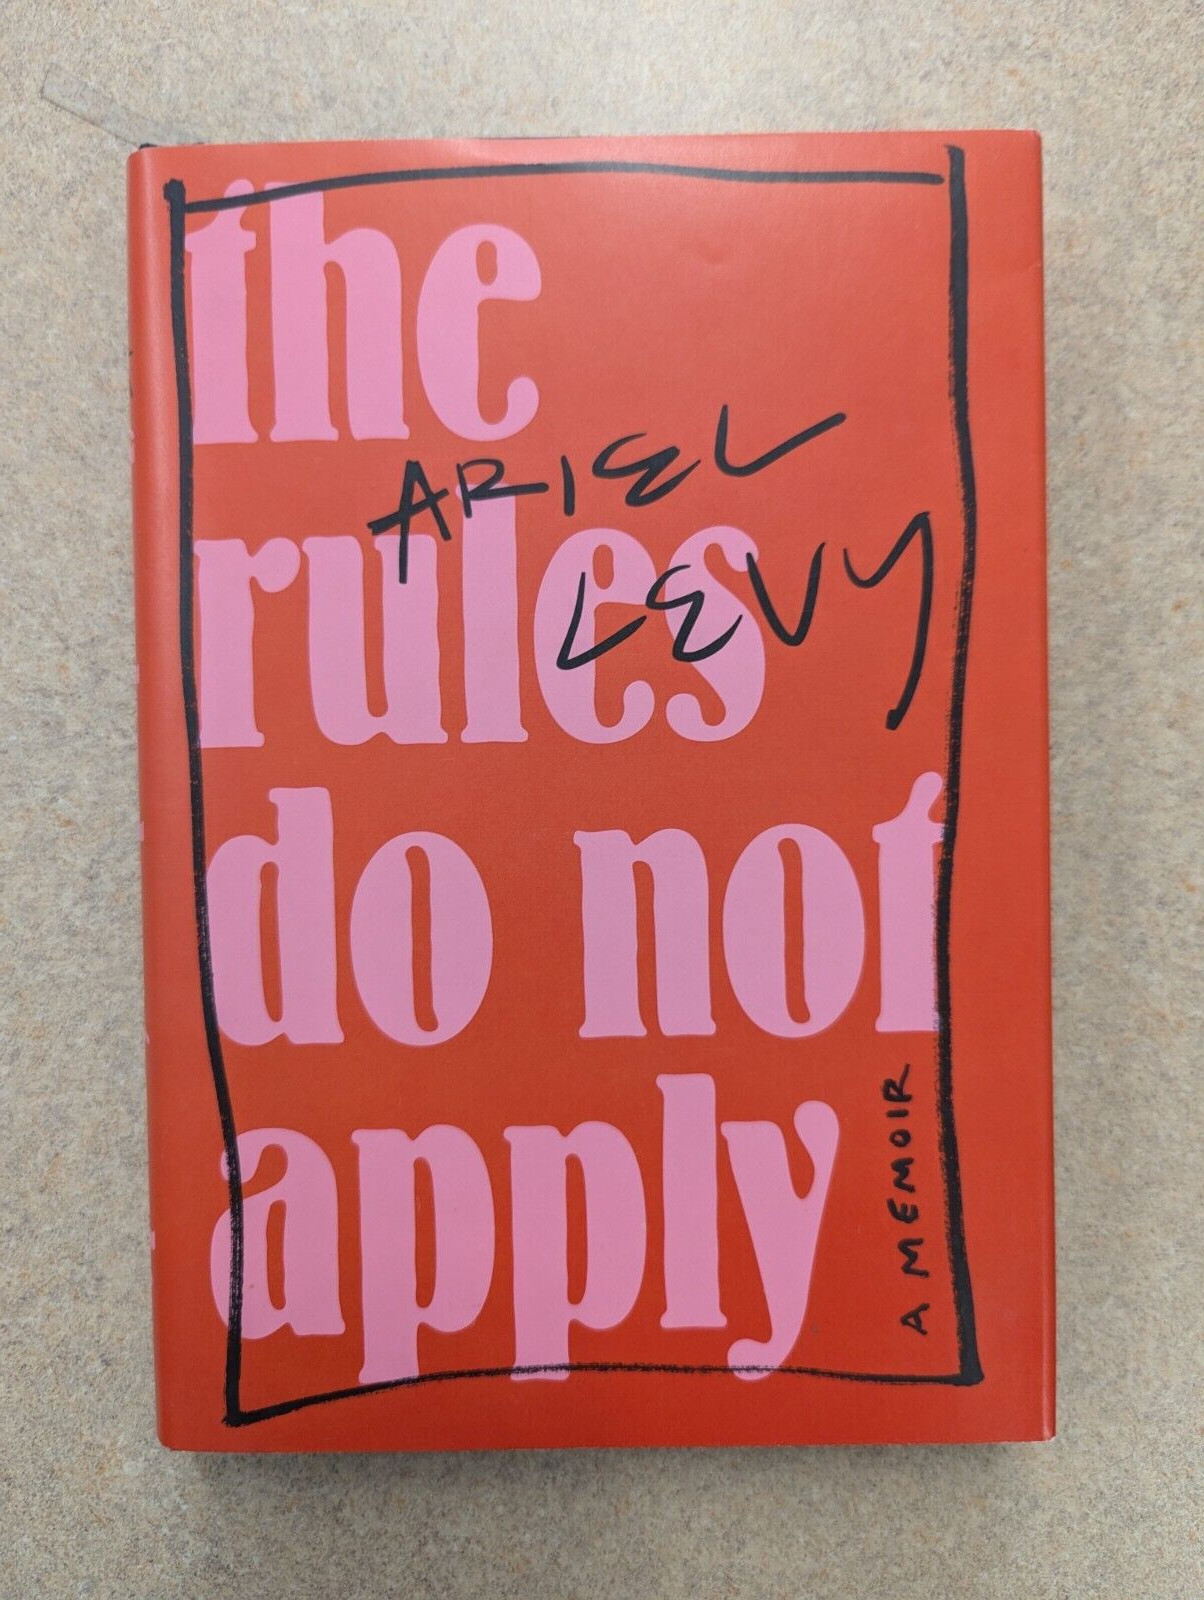 the
ARIEL
rules
LEVY
do not
apply
A MEMOIR